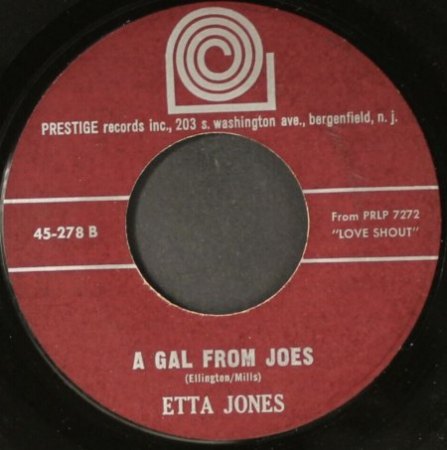 PRESTIGE records inc., 203 s. washington ave., bergenfield, n. j.
45-278 B
From PRLP 7272
"LOVE SHOUT"
A GAL FROM JOES
(Ellington/Mills)
ETTA JONES